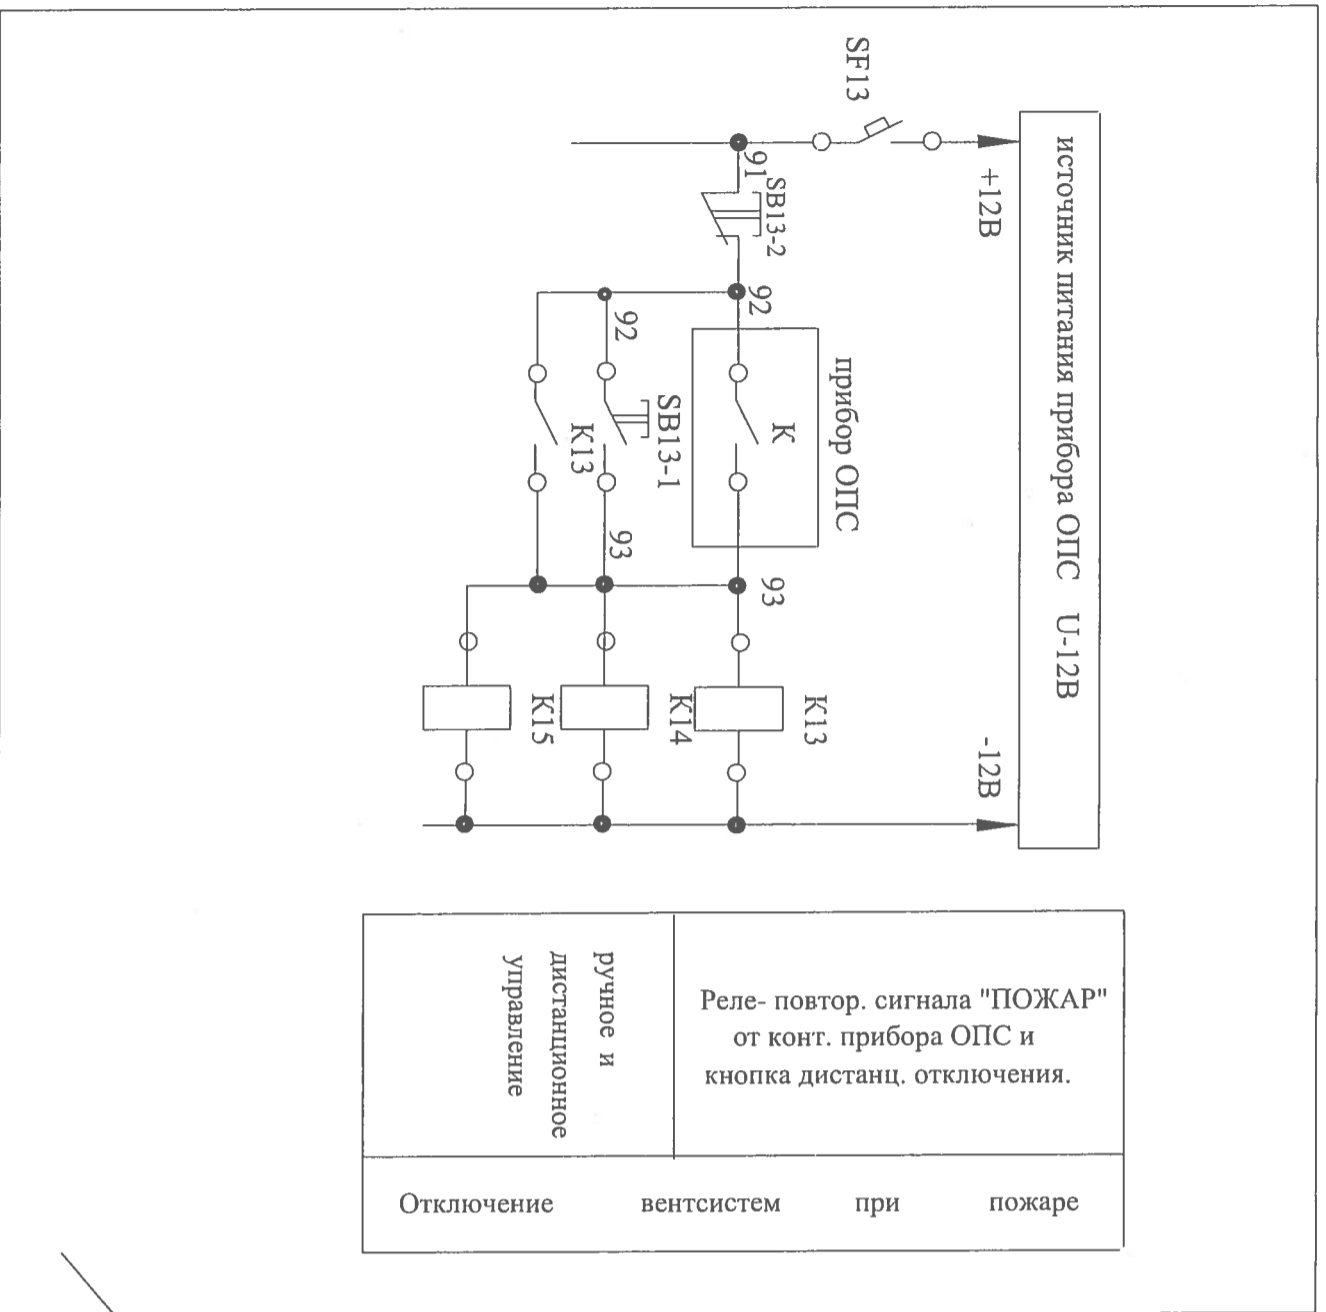 SF13
источник питания прибора ОПС U-12В
+12В
-12В
91
SB13-2
92
92
прибор ОПС
К
SB13-1
К13
93
93
К13
К14
К15
Реле- повтор. сигнала "ПОЖАР"
от конт. прибора ОПС и
кнопка дистанц. отключения.
ручное и
дистанционное
управление
Отключение вентсистем при пожаре